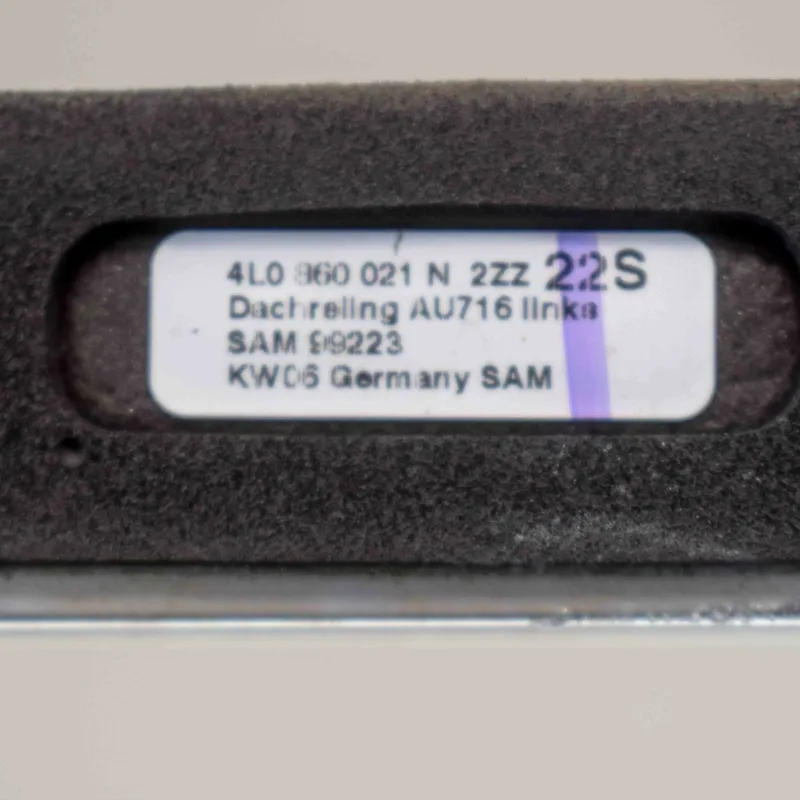 4L0 860 021 N 2ZZ 22S
Dachreling AU716 links
SAM 99223
KW06 Germany SAM